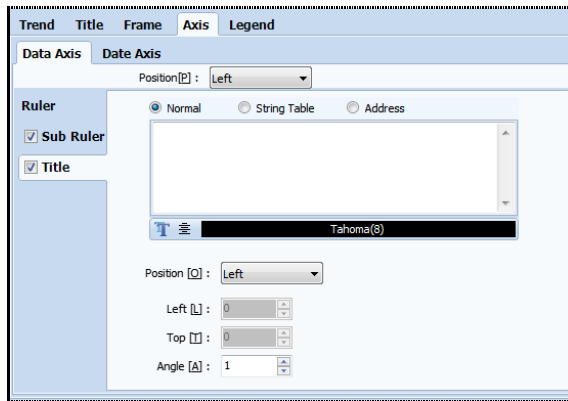 Trend Title Frame Axis Legend
Data Axis Date Axis
Position[P] : Left
Ruler
Normal String Table Address
Sub Ruler
Title
T Tahoma(8)
Position [O] : Left
Left [L] : 0
Top [T] : 0
Angle [A] : 1